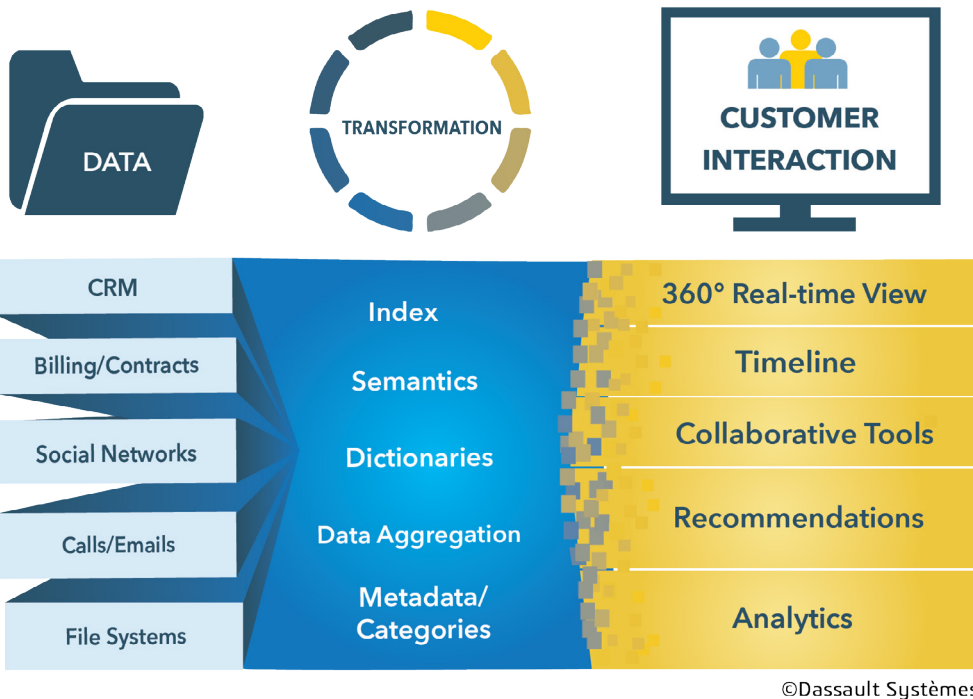 DATA
TRANSFORMATION
CUSTOMER
INTERACTION
CRM
Billing/Contracts
Social Networks
Calls/Emails
File Systems
Index
Semantics
Dictionaries
Data Aggregation
Metadata/
Categories
360° Real-time View
Timeline
Collaborative Tools
Recommendations
Analytics
©Dassault Systèmes